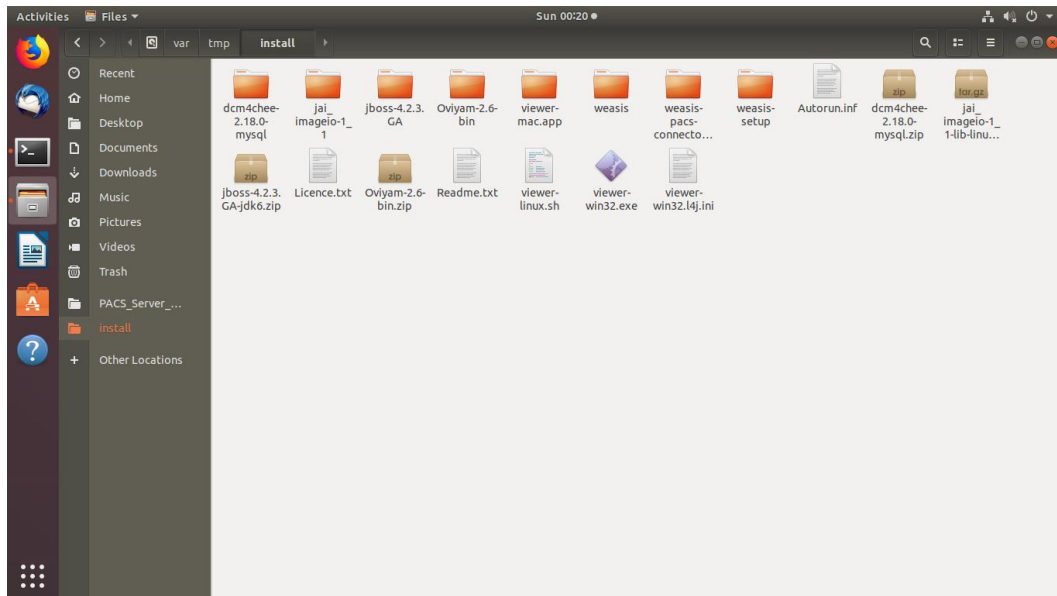 Activities
Files
Sun 00:20
var
tmp
install
Recent
Home
Desktop
Documents
Downloads
Music
Pictures
Videos
Trash
PACS_Server_...
install
Other Locations
dcm4chee-
2.18.0-
mysql
jai_
imageio-1_
1
jboss-4.2.3.
GA
Oviyam-2.6-
bin
viewer-
mac.app
weasis
weasis-
pacs-
connecto...
weasis-
setup
Autorun.inf
zip
dcm4chee-
2.18.0-
mysql.zip
tar.gz
jai_
imageio-1_
1-lib-linu...
zip
jboss-4.2.3.
GA-jdk6.zip
Licence.txt
zip
Oviyam-2.6-
bin.zip
Readme.txt
viewer-
linux.sh
viewer-
win32.exe
viewer-
win32.l4j.ini